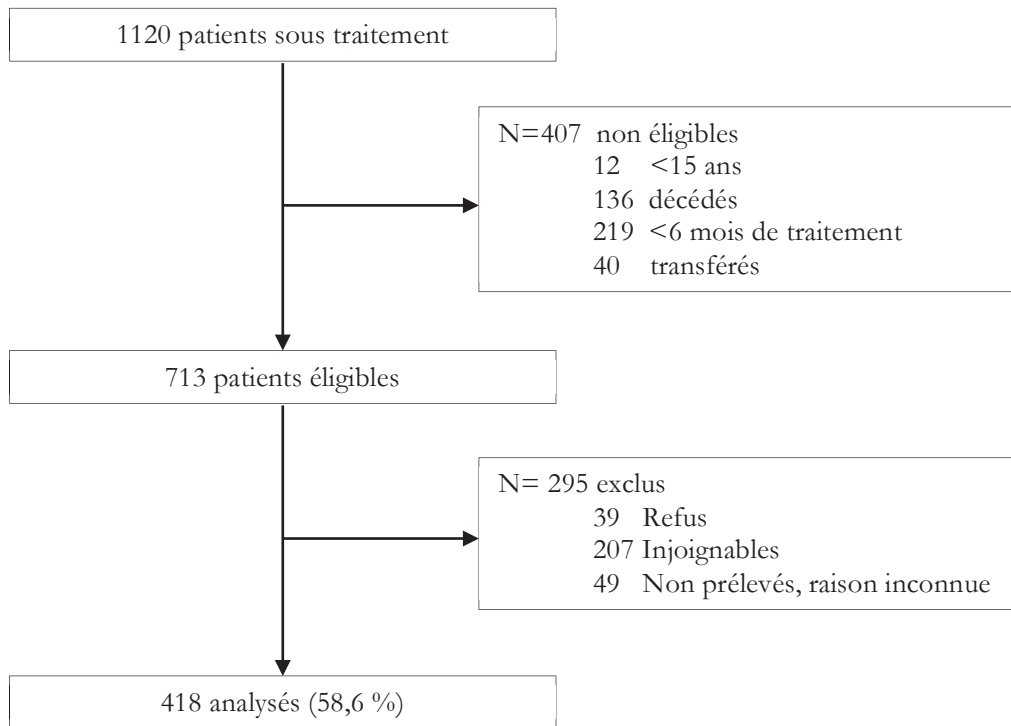 1120 patients sous traitement
N=407 non éligibles
12 <15 ans
136 décédés
219 <6 mois de traitement
40 transférés
713 patients éligibles
N= 295 exclus
39 Refus
207 Injoignables
49 Non prélevés, raison inconnue
418 analysés (58,6 %)